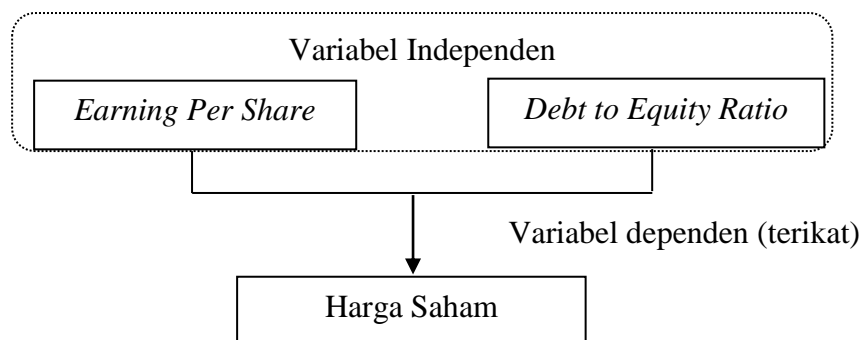 Variabel Independen
Earning Per Share
Debt to Equity Ratio
Variabel dependen (terikat)
Harga Saham